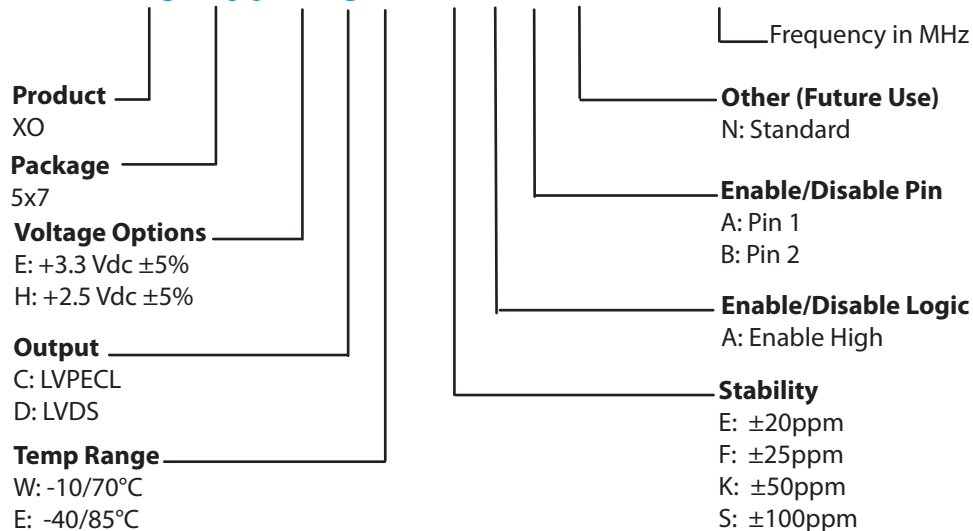 Frequency in MHz
Product
XO
Package
5x7
Voltage Options
E: +3.3 Vdc ±5%
H: +2.5 Vdc ±5%
Output
C: LVPECL
D: LVDS
Temp Range
W: -10/70°C
E: -40/85°C
Other (Future Use)
N: Standard
Enable/Disable Pin
A: Pin 1
B: Pin 2
Enable/Disable Logic
A: Enable High
Stability
E: ±20ppm
F: ±25ppm
K: ±50ppm
S: ±100ppm